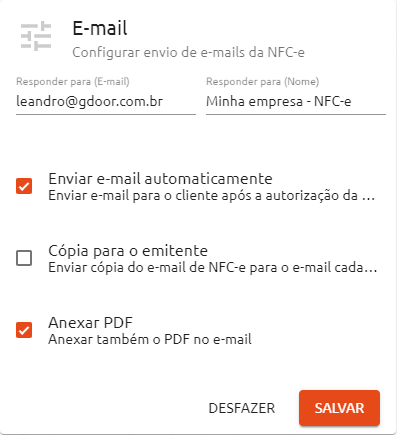 E-mail
Configurar envio de e-mails da NFC-e
Responder para (E-mail) Responder para (Nome)
leandro@gdoor.com.br Minha empresa - NFC-e
Enviar e-mail automaticamente
Enviar e-mail para o cliente após a autorização da ...
Cópia para o emitente
Enviar cópia do e-mail de NFC-e para o e-mail cada...
Anexar PDF
Anexar também o PDF no e-mail
DESFAZER SALVAR